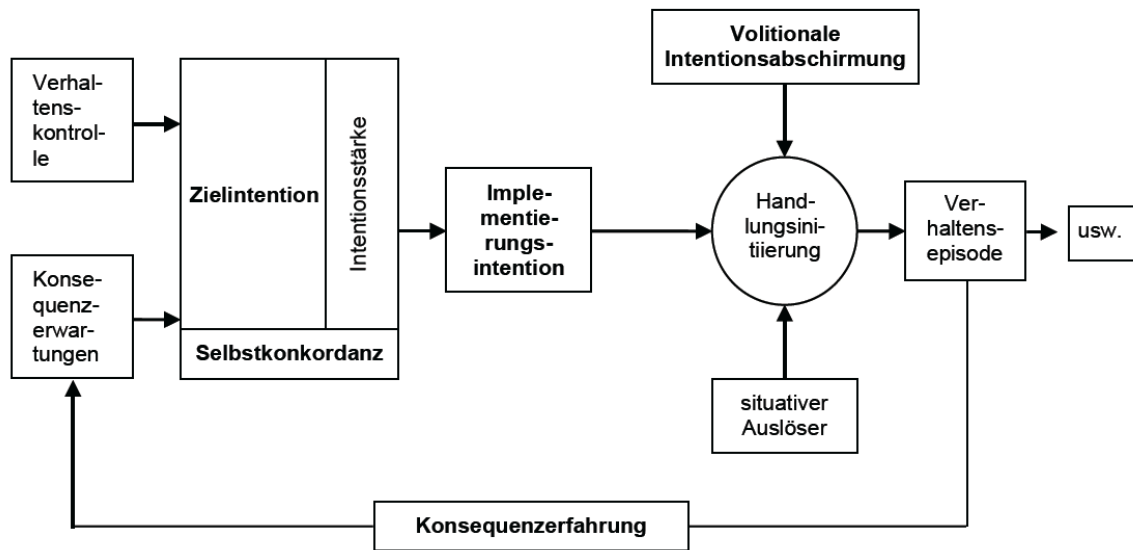 Volitionale
Intentionsabschirmung
Verhal-
tens-
kontrol-
le
Zielintention
Intentionsstärke
Imple-
mentie-
rungs-
intention
Hand-
lungsini-
tiierung
Ver-
haltens-
episode
usw.
Konse-
quenz-
erwar-
tungen
Selbstkonkordanz
situativer
Auslöser
Konsequenzerfahrung